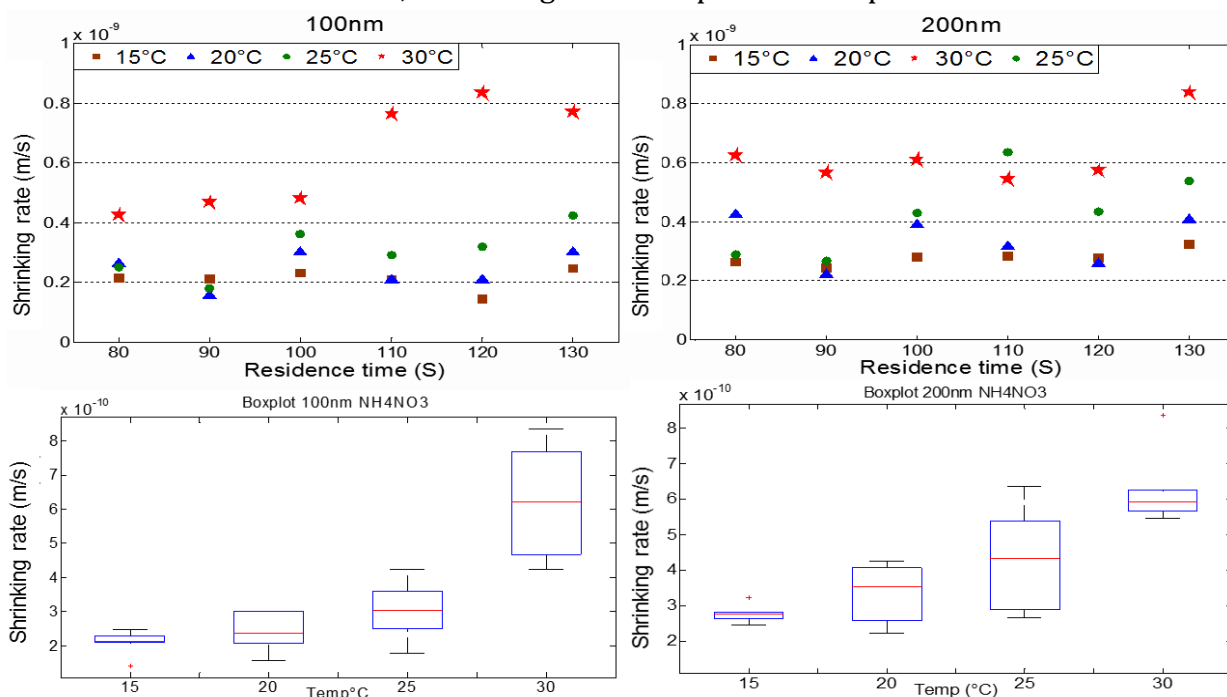 100nm
x 10^-9
15°C 20°C 25°C 30°C
1
0.8
0.6
0.4
0.2
0
80 90 100 110 120 130
Shrinking rate (m/s)
Residence time (S)
200nm
x 10^-9
15°C 20°C 30°C 25°C
1
0.8
0.6
0.4
0.2
0
80 90 100 110 120 130
Shrinking rate (m/s)
Residence time (S)
Boxplot 100nm NH4NO3
x 10^-10
8
7
6
5
4
3
2
15 20 25 30
Shrinking rate (m/s)
Temp°C
Boxplot 200nm NH4NO3
x 10^-10
8
7
6
5
4
3
2
15 20 25 30
Shrinking rate (m/s)
Temp (°C)